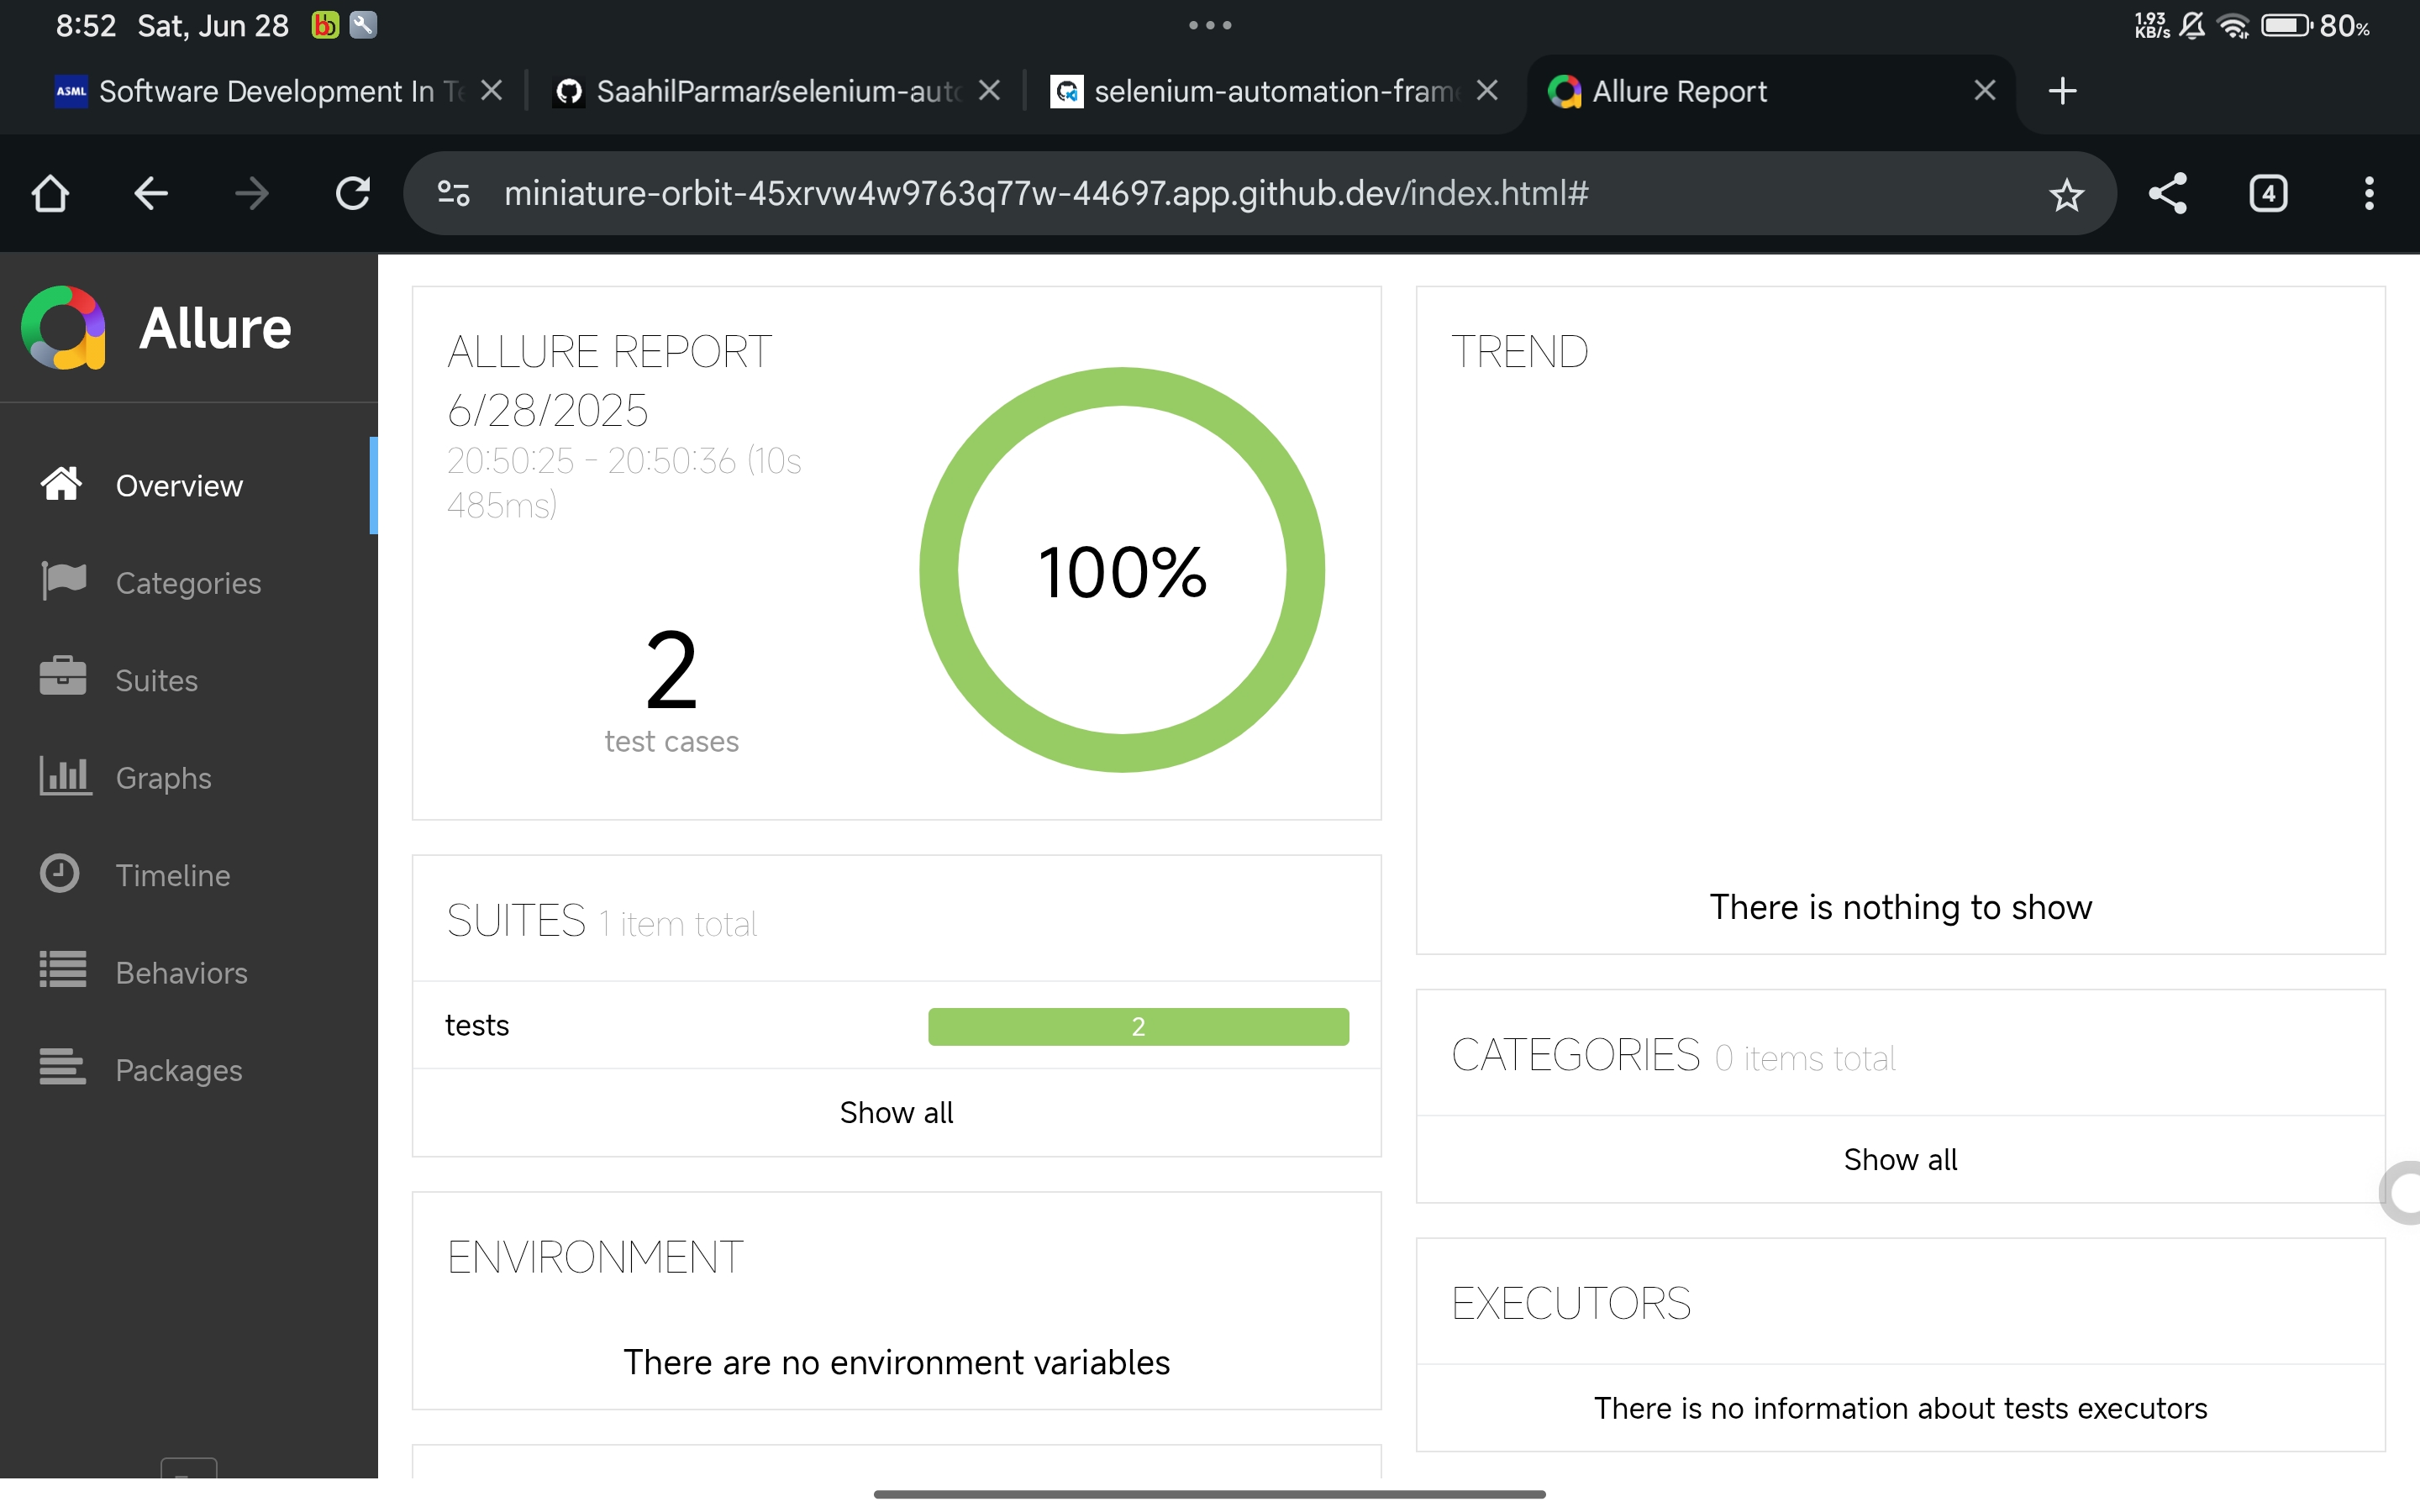 8:52 Sat, Jun 28
1.93 KB/s 80%
ASML Software Development In Te
SaahilParmar/selenium-auto
selenium-automation-frame
Allure Report
miniature-orbit-45xrvw4w9763q77w-44697.app.github.dev/index.html#
4
Allure
Overview
Categories
Suites
Graphs
Timeline
Behaviors
Packages
ALLURE REPORT
6/28/2025
20:50:25 - 20:50:36 (10s
485ms)
2
test cases
100%
SUITES 1 item total
tests 2
Show all
ENVIRONMENT
There are no environment variables
TREND
There is nothing to show
CATEGORIES 0 items total
Show all
EXECUTORS
There is no information about tests executors